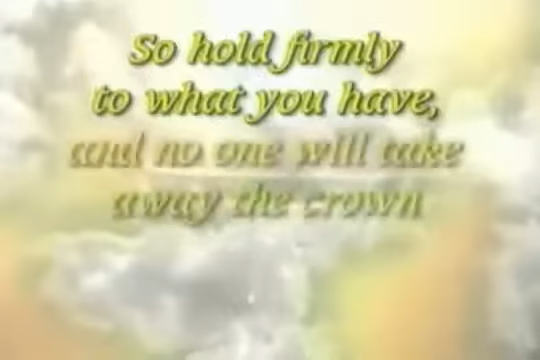 So hold firmly
to what you have,
and no one will take
away the crown